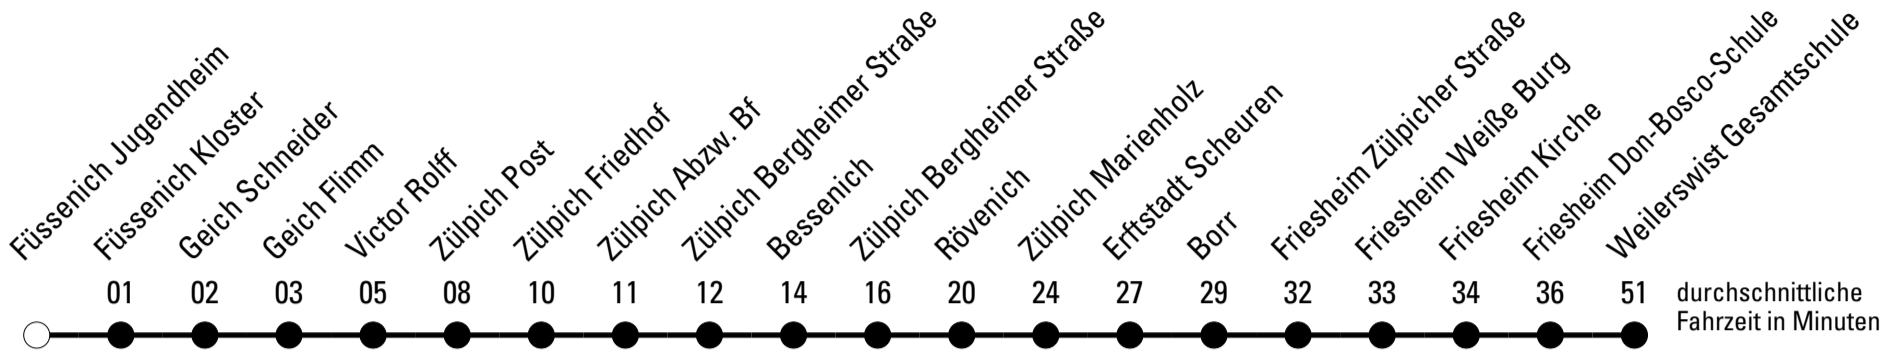 Füssenich Jugendheim
Füssenich Kloster
Geich Schneider
Geich Flimm
Victor Rolff
Zülpich Post
Zülpich Friedhof
Zülpich Abzw. Bf
Zülpich Bergheimer Straße
Bessenich
Zülpich Bergheimer Straße
Rövenich
Zülpich Marienholz
Erftstadt Scheuren
Borr
Friesheim Zülpicher Straße
Friesheim Weiße Burg
Friesheim Kirche
Friesheim Don-Bosco-Schule
Weilerswist Gesamtschule
01 02 03 05 08 10 11 12 14 16 20 24 27 29 32 33 34 36 51
durchschnittliche
Fahrzeit in Minuten